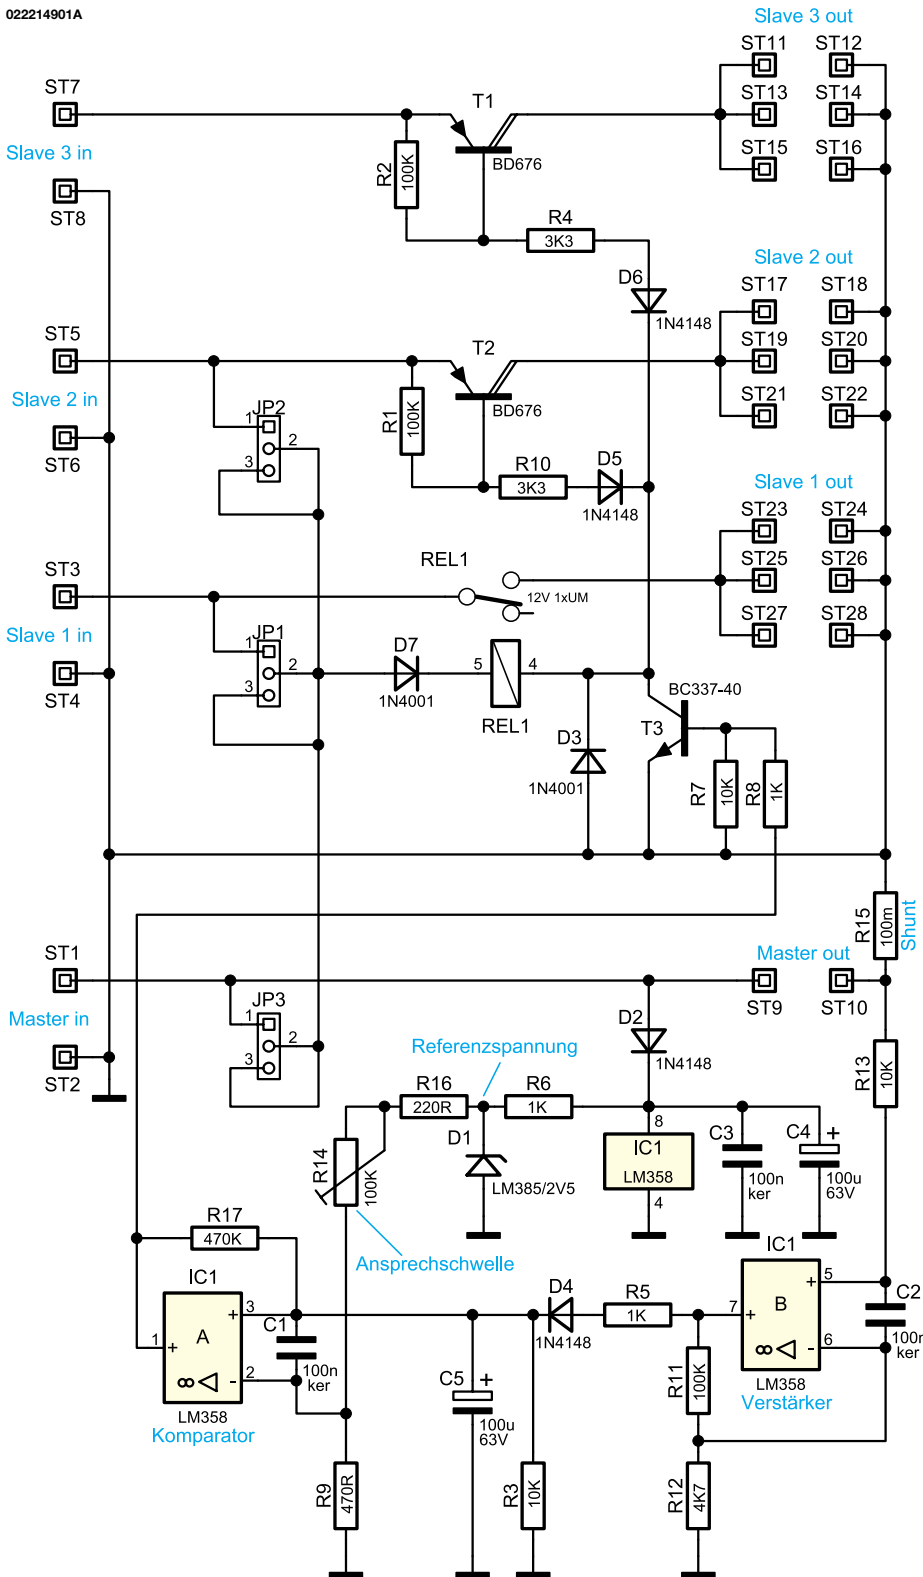 022214901A
Slave 3 out
ST11 ST12
ST7
T1
ST13 ST14
Slave 3 in
R2
100K
BD676
ST15 ST16
ST8
R4
3K3
Slave 2 out
D6
1N4148
ST17 ST18
ST5
T2
ST19 ST20
Slave 2 in
JP2
1
2
3
R1
100K
BD676
ST21 ST22
ST6
R10
3K3
D5
1N4148
Slave 1 out
ST23 ST24
ST3
REL1
12V 1xUM
ST25 ST26
Slave 1 in
JP1
1
2
3
ST27 ST28
ST4
D7
1N4001
5
4
REL1
BC337-40
T3
D3
1N4001
R7
10K
R8
1K
R15
100m
Shunt
ST1
Master out
ST9
ST10
Master in
JP3
1
2
3
ST2
D2
1N4148
R13
10K
Referenzspannung
R16
220R
R6
1K
D1
LM385/2V5
8
IC1
LM358
4
C3
100n
ker
C4
+
100u
63V
R14
100K
R17
470K
Ansprechschwelle
IC1
IC1
+ 3
A
1 +
- 2
∞
LM358
Komparator
C1
100n
ker
D4
1N4148
R5
1K
7 +
B
+ 5
- 6
∞
LM358
Verstärker
C2
100n
ker
C5
+
100u
63V
R11
100K
R9
470R
R3
10K
R12
4K7